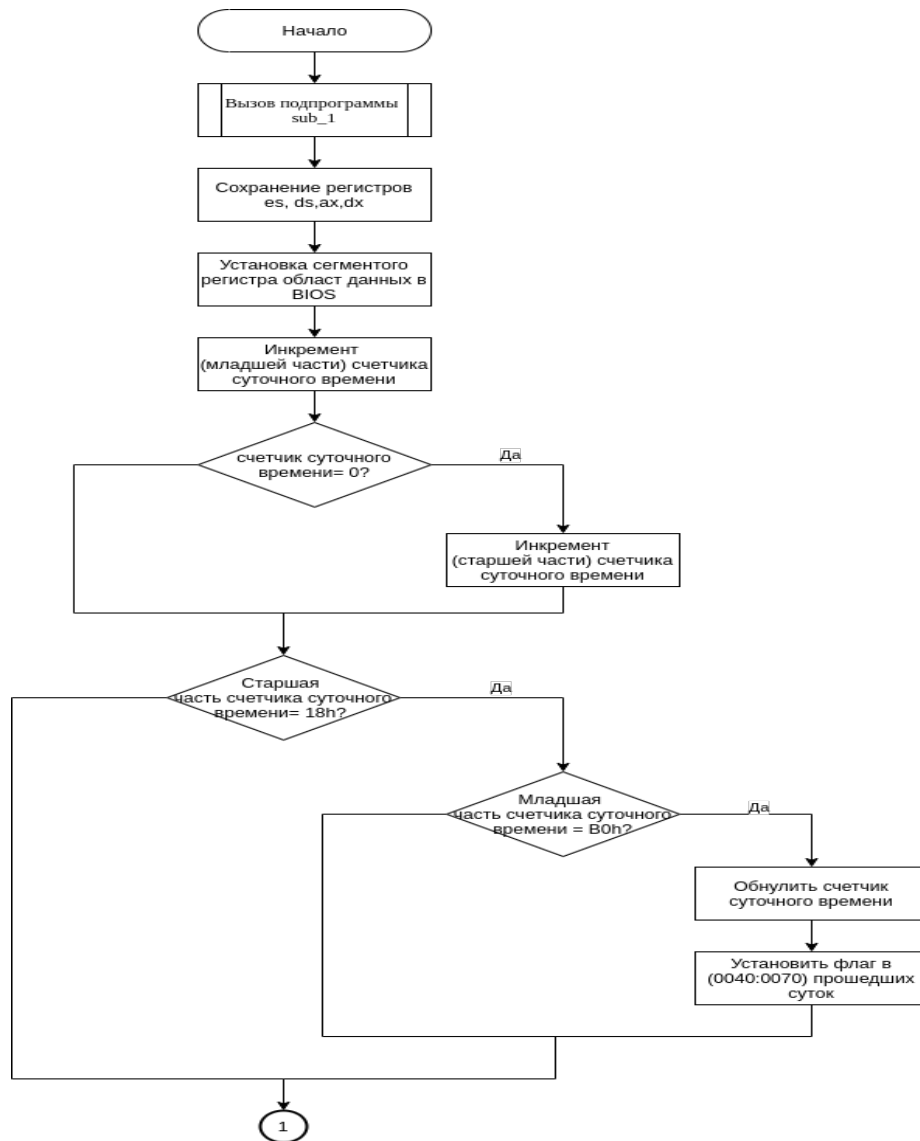 Начало
Вызов подпрограммы
sub_1
Сохранение регистров
es, ds,ax,dx
Установка сегментого
регистра област данных в
BIOS
Инкремент
(младшей части) счетчика
суточного времени
счетчик суточного
времени= 0?
Да
Инкремент
(старшей части) счетчика
суточного времени
Старшая
часть счетчика суточного
времени= 18h?
Да
Младшая
часть счетчика суточного
времени = B0h?
Да
Обнулить счетчик
суточного времени
Установить флаг в
(0040:0070) прошедших
суток
1